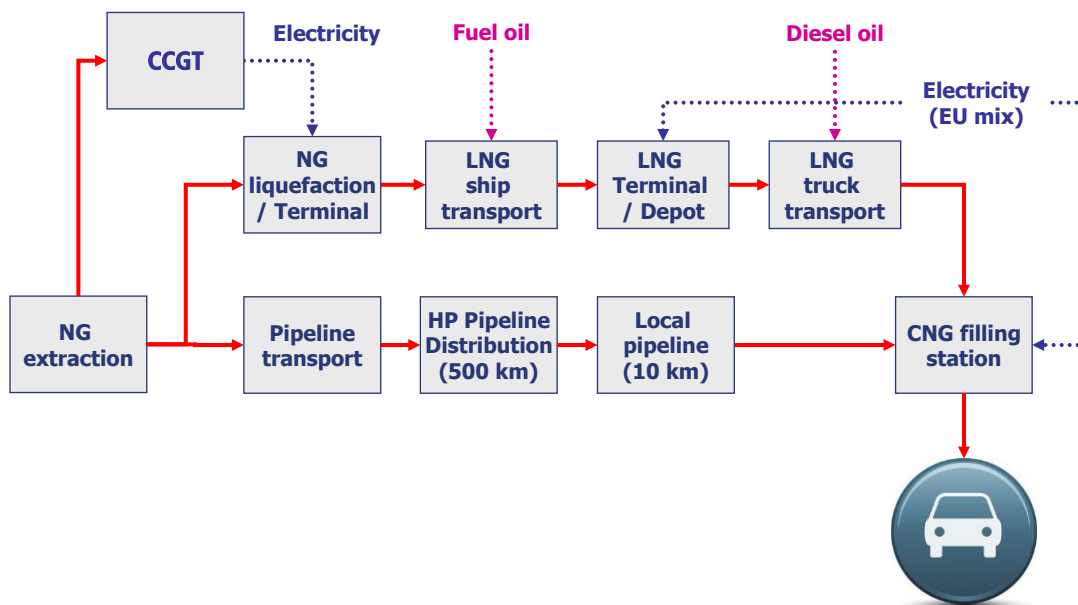 CCGT
Electricity
Fuel oil
Diesel oil
Electricity
(EU mix)
NG
liquefaction
/ Terminal
LNG
ship
transport
LNG
Terminal
/ Depot
LNG
truck
transport
NG
extraction
Pipeline
transport
HP Pipeline
Distribution
(500 km)
Local
pipeline
(10 km)
CNG filling
station